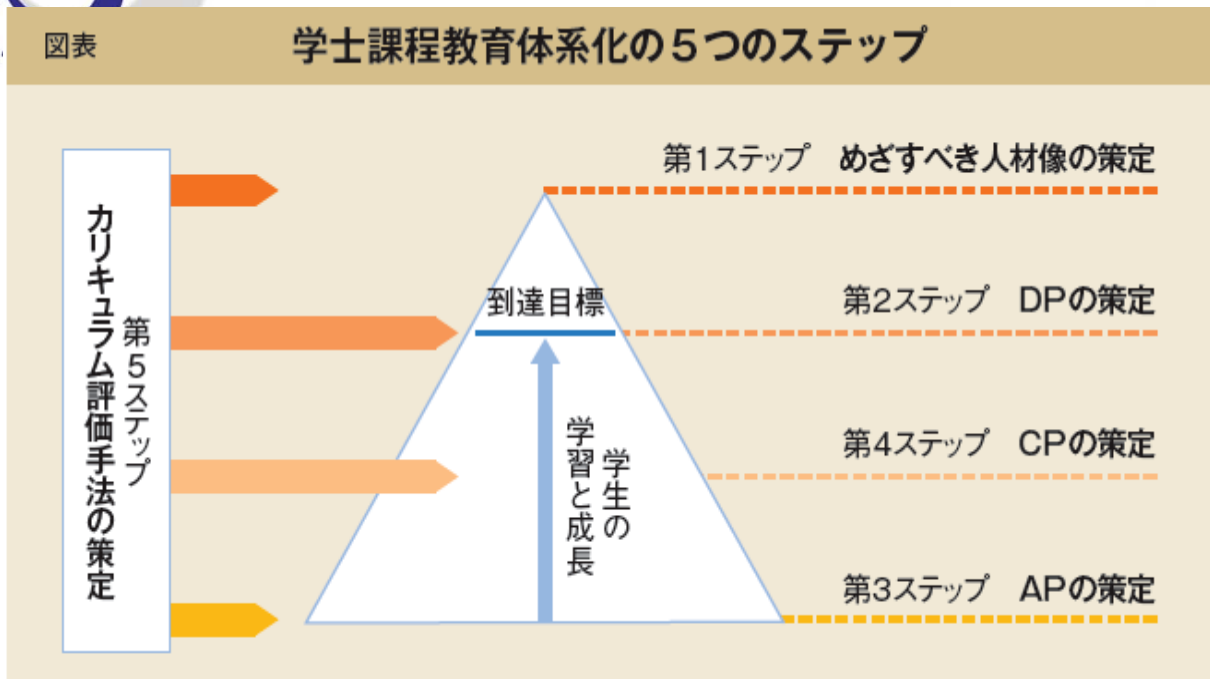 図表
学士課程教育体系化の5つのステップ
第1ステップ　めざすべき人材像の策定
到達目標
第2ステップ　DPの策定
第5ステップ
カリキュラム評価手法の策定
学生の
学習と成長
第4ステップ　CPの策定
第3ステップ　APの策定